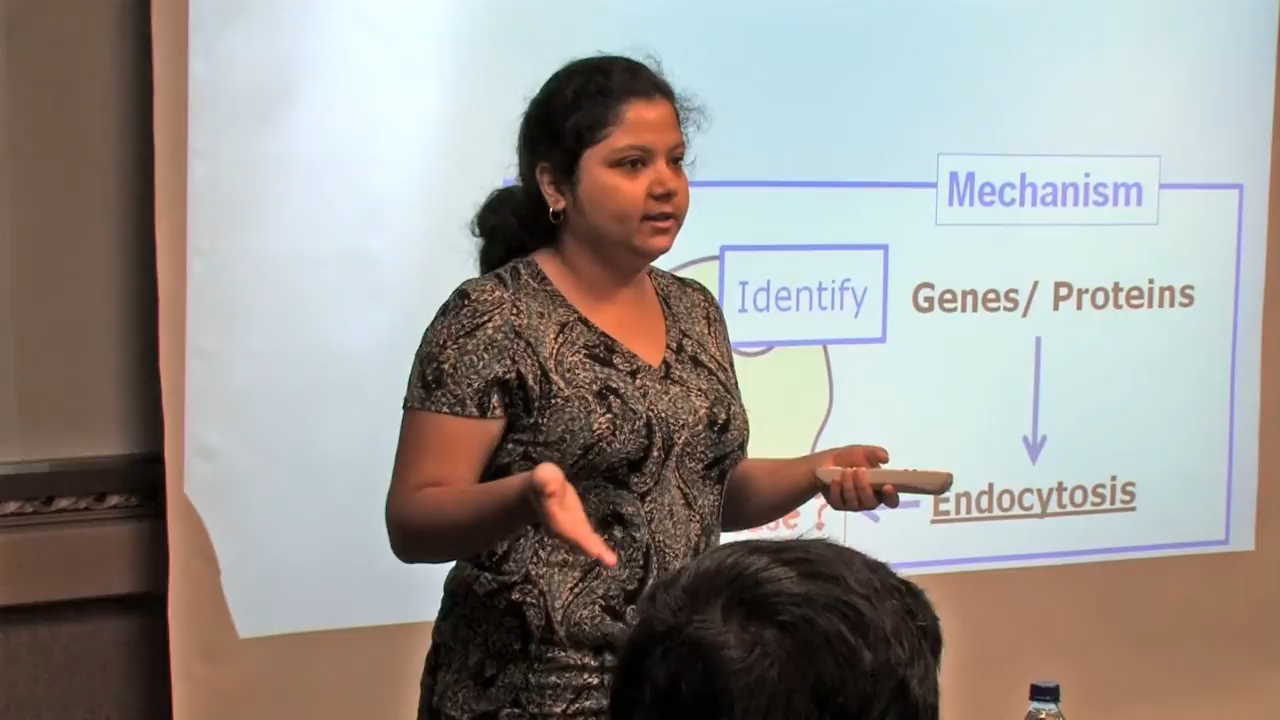 Mechanism
Identify
Genes/ Proteins
Endocytosis
?